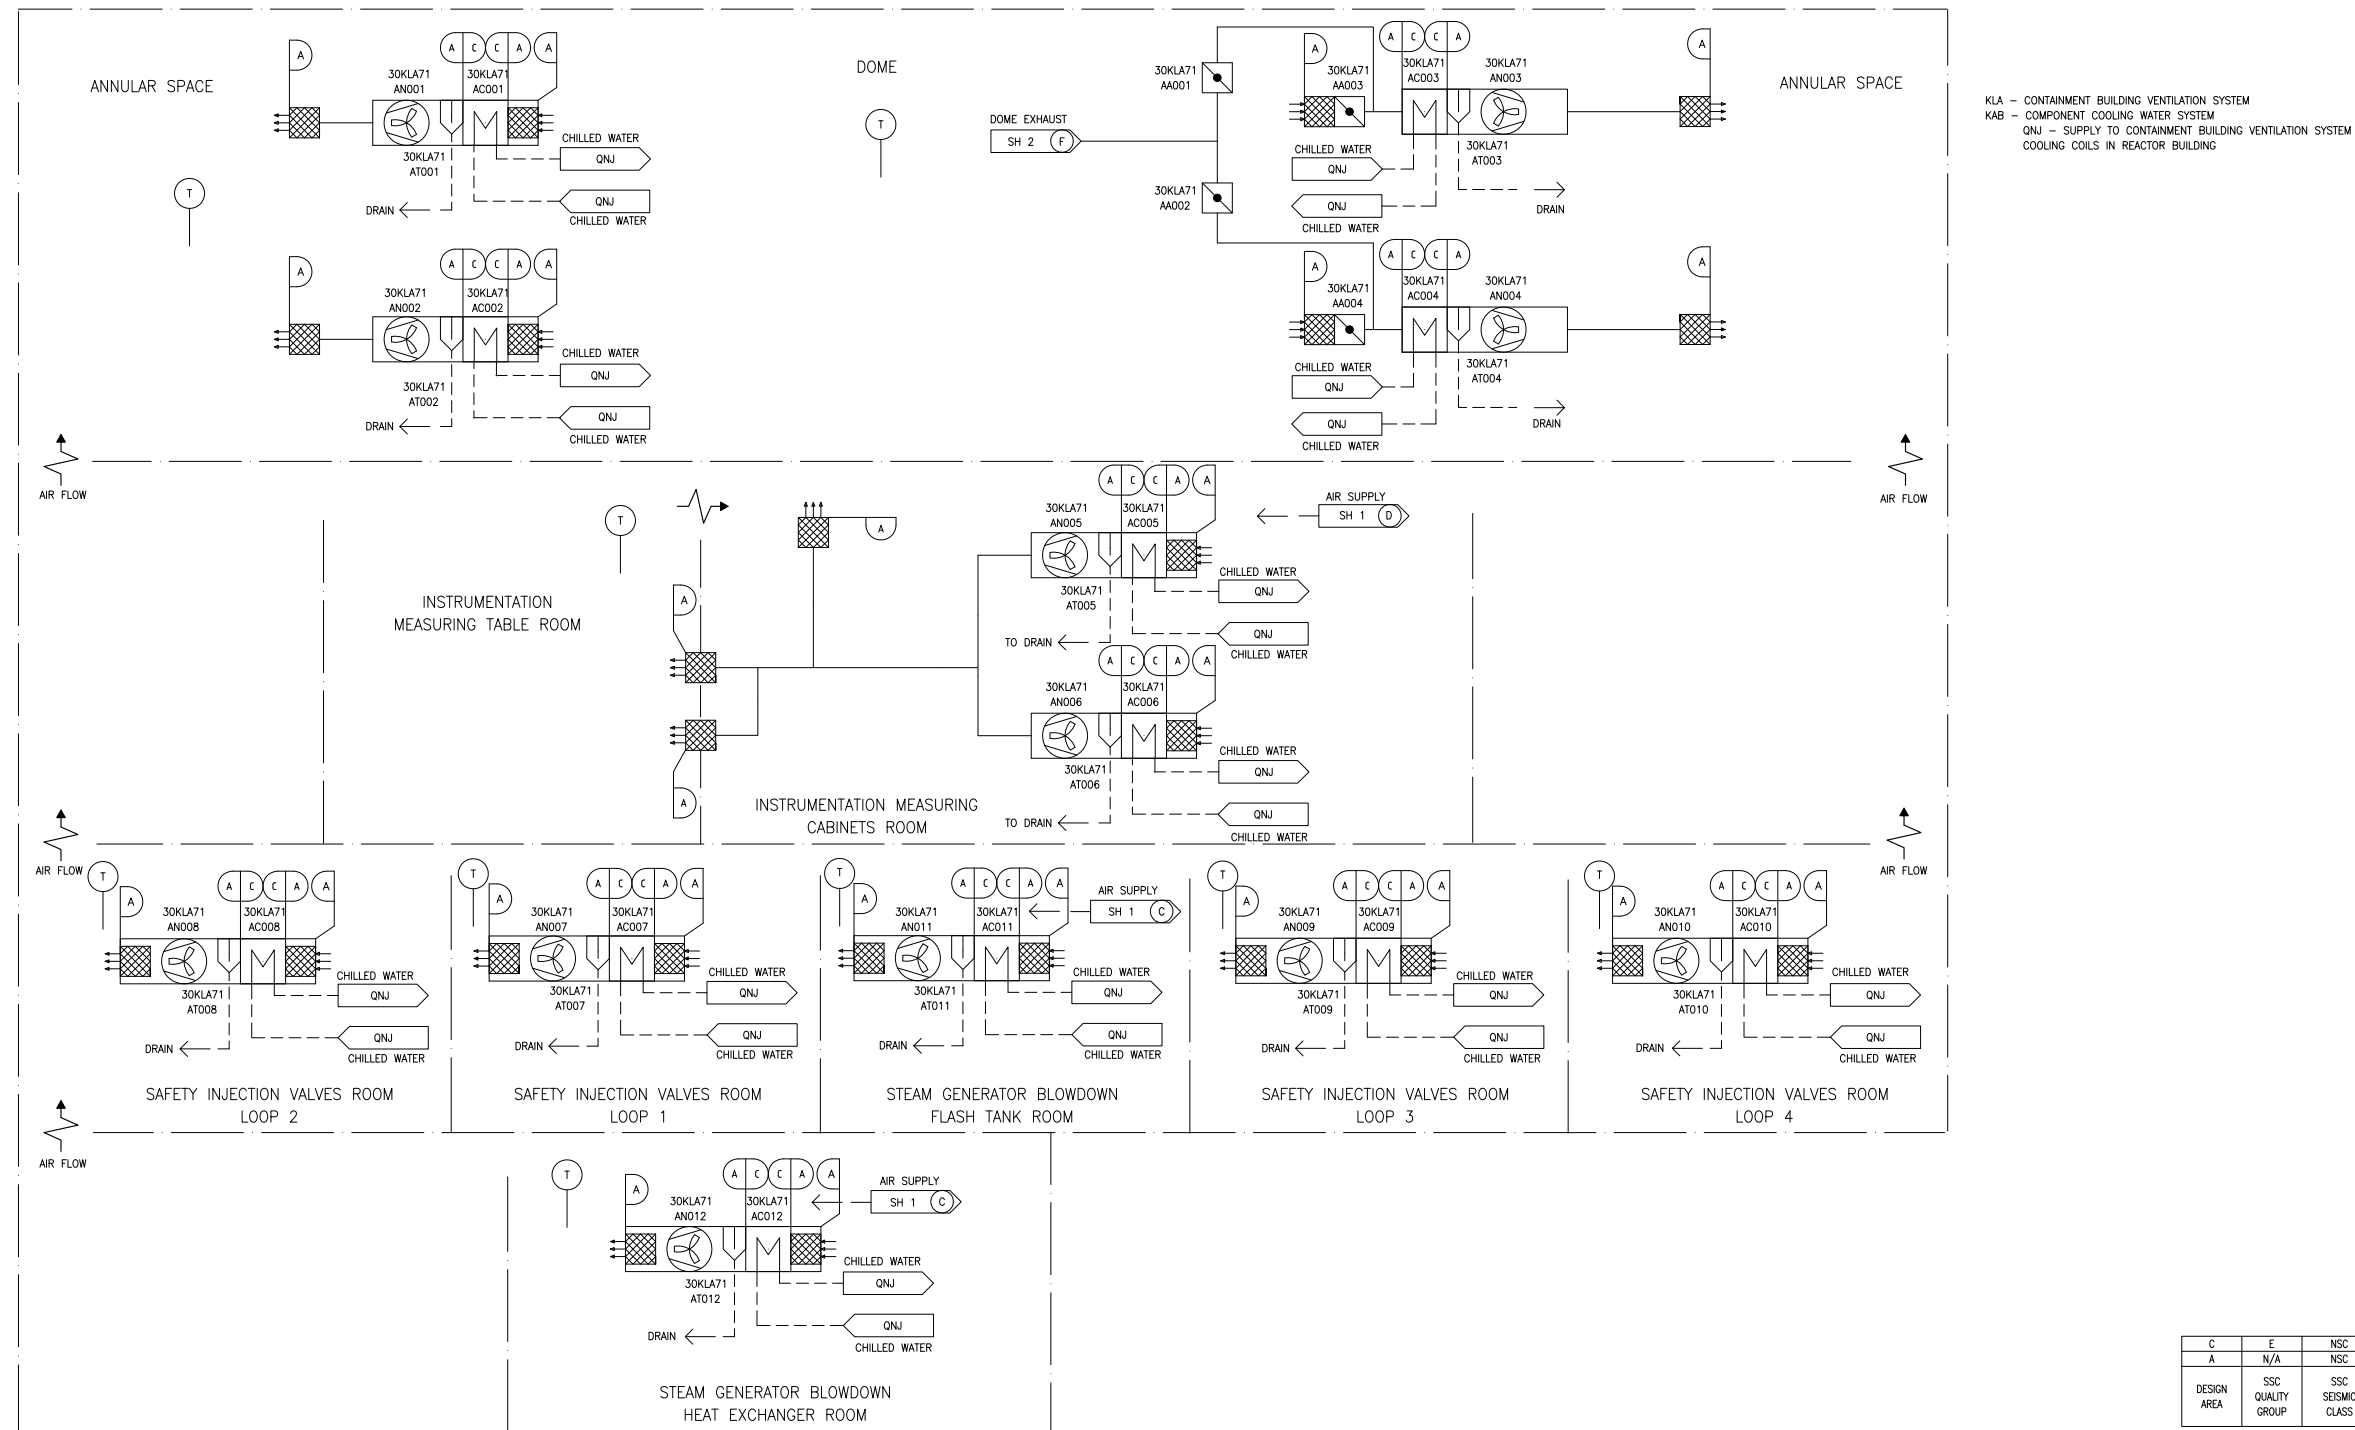 ANNULAR SPACE
A
A
C
C
A
A
30KLA71
AN001
30KLA71
AC001
30KLA71
AT001
CHILLED WATER
QNJ
QNJ
CHILLED WATER
DRAIN
T
A
A
C
C
A
A
30KLA71
AN002
30KLA71
AC002
30KLA71
AT002
CHILLED WATER
QNJ
QNJ
CHILLED WATER
DRAIN
DOME
T
DOME EXHAUST
SH 2 F
30KLA71
AA001
30KLA71
AA002
A
30KLA71
AA003
A
C
C
A
30KLA71
AC003
30KLA71
AN003
A
ANNULAR SPACE
CHILLED WATER
QNJ
QNJ
CHILLED WATER
30KLA71
AT003
DRAIN
A
30KLA71
AA004
A
C
C
A
30KLA71
AC004
30KLA71
AN004
A
CHILLED WATER
QNJ
QNJ
CHILLED WATER
30KLA71
AT004
DRAIN
KLA – CONTAINMENT BUILDING VENTILATION SYSTEM
KAB – COMPONENT COOLING WATER SYSTEM
QNJ – SUPPLY TO CONTAINMENT BUILDING VENTILATION SYSTEM
COOLING COILS IN REACTOR BUILDING
AIR FLOW
AIR FLOW
T
INSTRUMENTATION
MEASURING TABLE ROOM
A
A
A
A
C
C
A
A
30KLA71
AN005
30KLA71
AC005
AIR SUPPLY
SH 1 D
30KLA71
AT005
CHILLED WATER
QNJ
QNJ
CHILLED WATER
TO DRAIN
A
C
C
A
A
30KLA71
AN006
30KLA71
AC006
30KLA71
AT006
CHILLED WATER
QNJ
QNJ
CHILLED WATER
TO DRAIN
INSTRUMENTATION MEASURING
CABINETS ROOM
AIR FLOW
AIR FLOW
T
A
A
C
C
A
A
30KLA71
AN008
30KLA71
AC008
30KLA71
AT008
CHILLED WATER
QNJ
QNJ
CHILLED WATER
DRAIN
SAFETY INJECTION VALVES ROOM
LOOP 2
T
A
A
C
C
A
A
30KLA71
AN007
30KLA71
AC007
30KLA71
AT007
CHILLED WATER
QNJ
QNJ
CHILLED WATER
DRAIN
SAFETY INJECTION VALVES ROOM
LOOP 1
T
A
A
C
C
A
A
30KLA71
AN011
30KLA71
AC011
AIR SUPPLY
SH 1 C
30KLA71
AT011
CHILLED WATER
QNJ
QNJ
CHILLED WATER
DRAIN
STEAM GENERATOR BLOWDOWN
FLASH TANK ROOM
T
A
A
C
C
A
A
30KLA71
AN009
30KLA71
AC009
30KLA71
AT009
CHILLED WATER
QNJ
QNJ
CHILLED WATER
DRAIN
SAFETY INJECTION VALVES ROOM
LOOP 3
T
A
A
C
C
A
A
30KLA71
AN010
30KLA71
AC010
30KLA71
AT010
CHILLED WATER
QNJ
QNJ
CHILLED WATER
DRAIN
SAFETY INJECTION VALVES ROOM
LOOP 4
AIR FLOW
T
A
A
C
C
A
A
30KLA71
AN012
30KLA71
AC012
AIR SUPPLY
SH 1 C
30KLA71
AT012
CHILLED WATER
QNJ
QNJ
CHILLED WATER
DRAIN
STEAM GENERATOR BLOWDOWN
HEAT EXCHANGER ROOM
C E NSC
A N/A NSC
DESIGN
AREA
SSC
QUALITY
GROUP
SSC
SEISMIC
CLASS